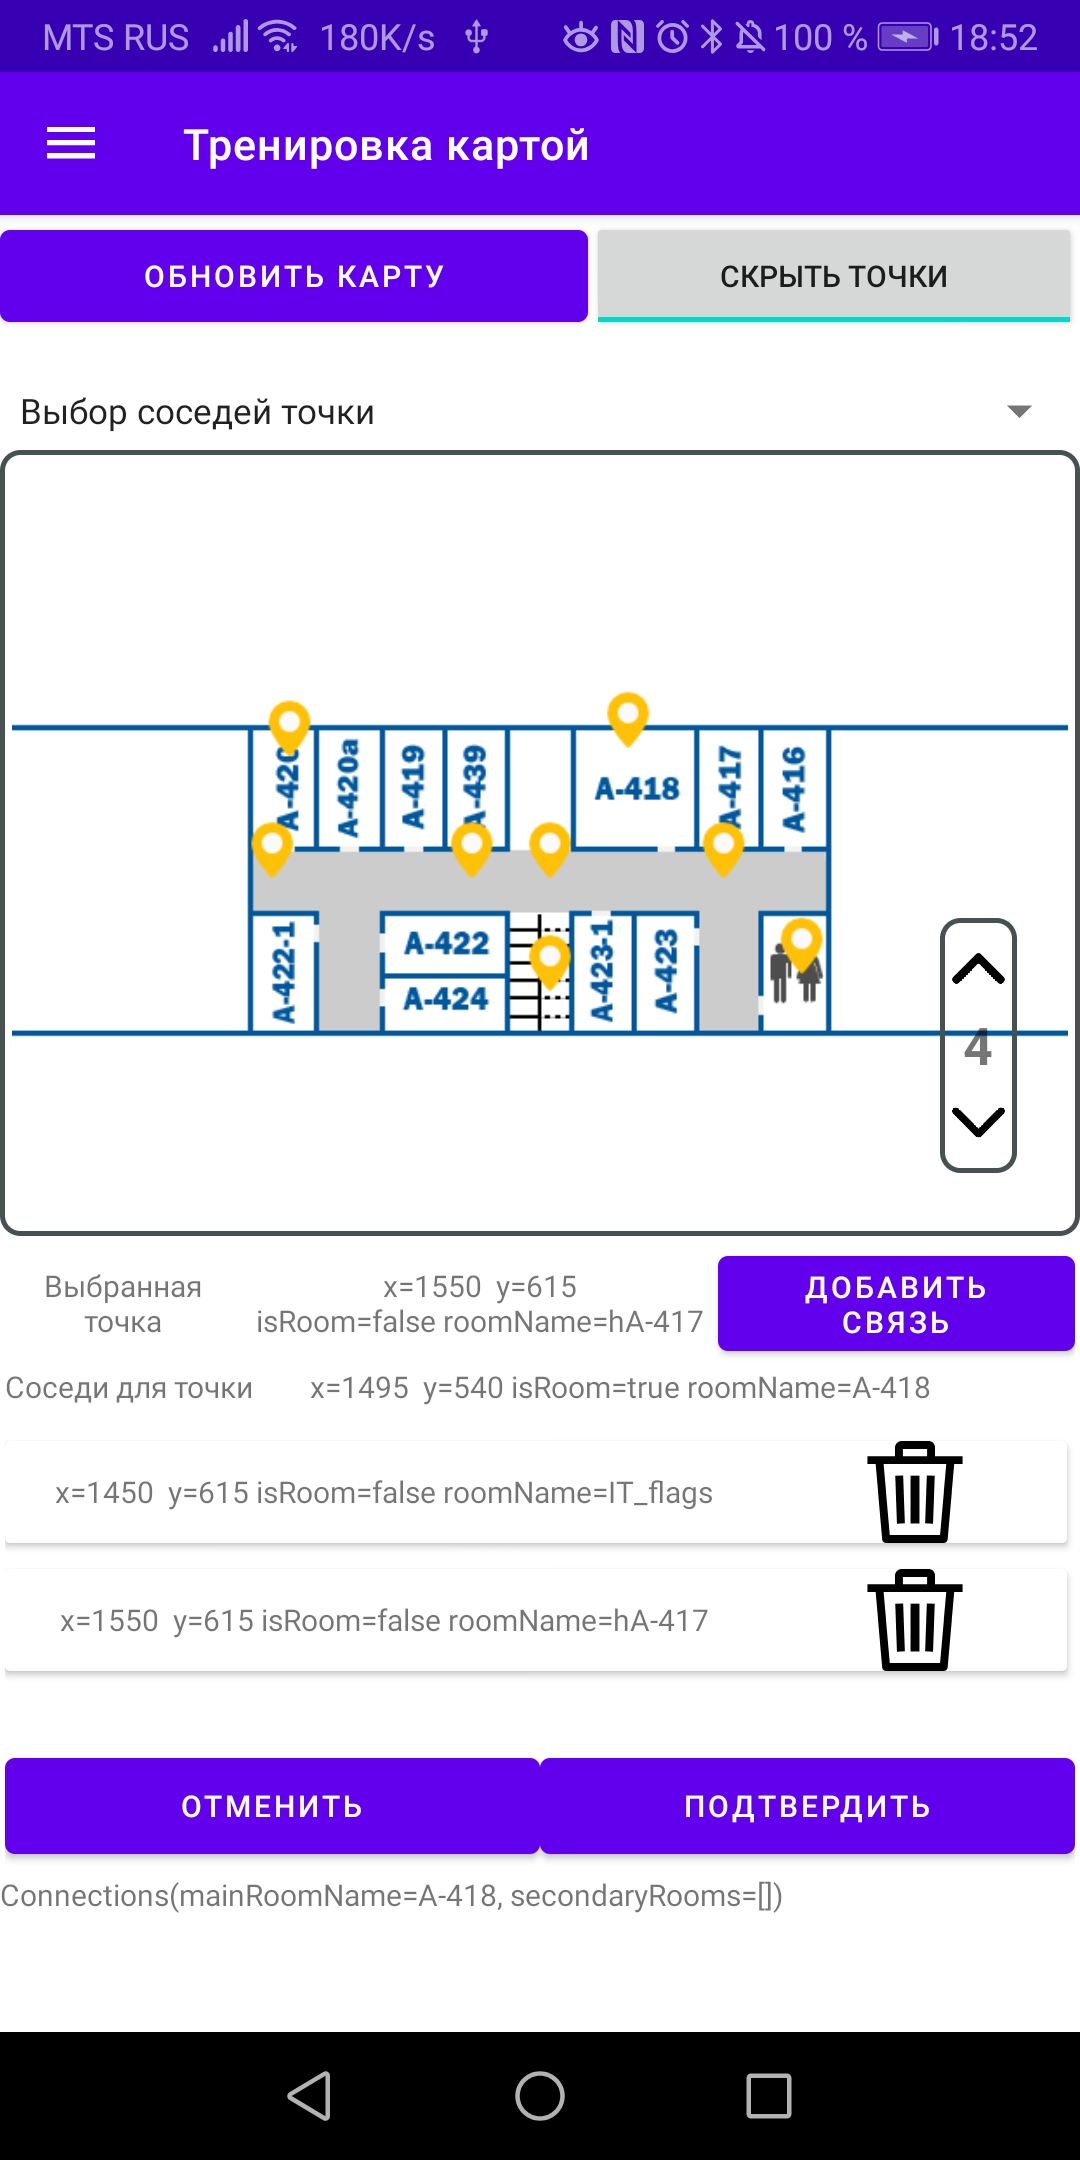 MTS RUS 180K/s 100 % 18:52
Тренировка картой
ОБНОВИТЬ КАРТУ
СКРЫТЬ ТОЧКИ
Выбор соседей точки
А-420
А-420а
А-419
А-439
А-418
А-417
А-416
А-422-1
А-422
А-424
А-423-1
А-423
4
Выбранная
точка
x=1550 y=615
isRoom=false roomName=hA-417
ДОБАВИТЬ
СВЯЗЬ
Соседи для точки x=1495 y=540 isRoom=true roomName=A-418
x=1450 y=615 isRoom=false roomName=IT_flags
x=1550 y=615 isRoom=false roomName=hA-417
ОТМЕНИТЬ
ПОДТВЕРДИТЬ
Connections(mainRoomName=A-418, secondaryRooms=[])